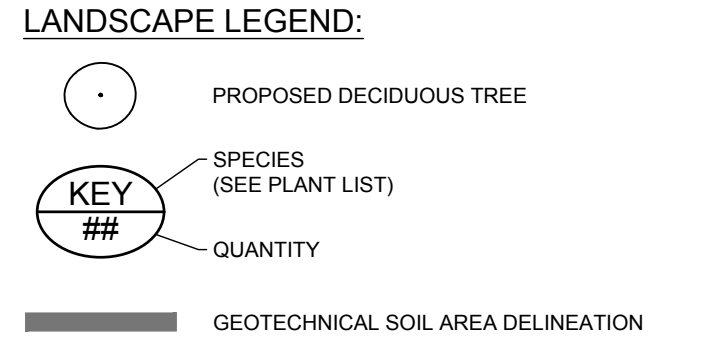 LANDSCAPE LEGEND:
PROPOSED DECIDUOUS TREE
SPECIES
(SEE PLANT LIST)
KEY
##
QUANTITY
GEOTECHNICAL SOIL AREA DELINEATION